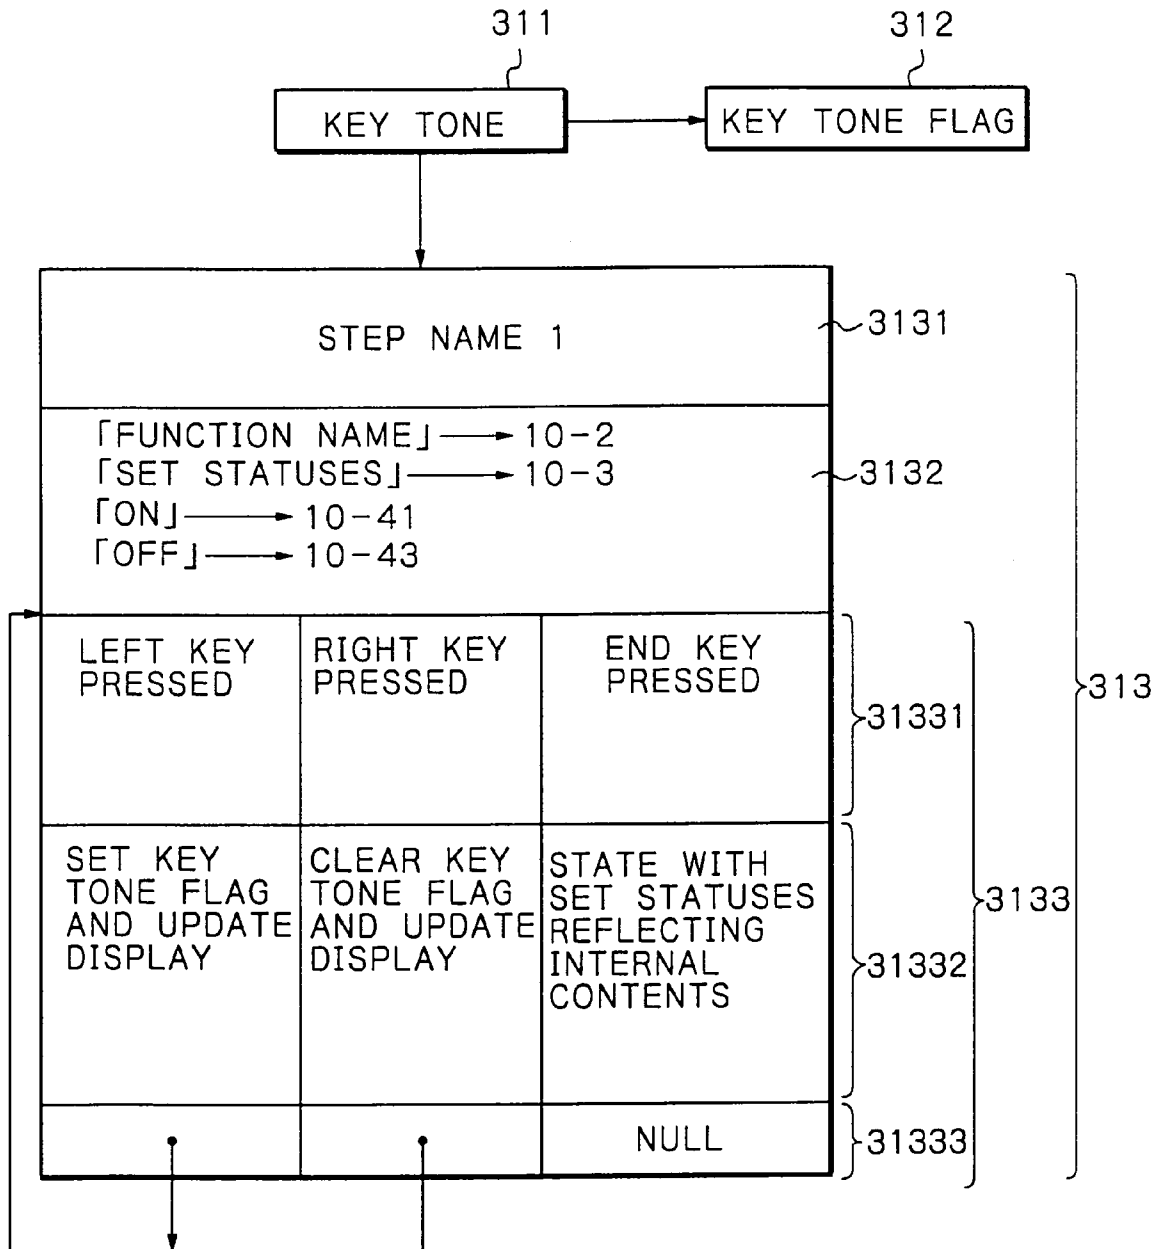 311
312
KEY TONE
KEY TONE FLAG
STEP NAME 1
3131
「FUNCTION NAME」→ 10-2
「SET STATUSES」→ 10-3
「ON」→ 10-41
「OFF」→ 10-43
3132
LEFT KEY
PRESSED
RIGHT KEY
PRESSED
END KEY
PRESSED
31331
313
SET KEY
TONE FLAG
AND UPDATE
DISPLAY
CLEAR KEY
TONE FLAG
AND UPDATE
DISPLAY
STATE WITH
SET STATUSES
REFLECTING
INTERNAL
CONTENTS
31332
3133
NULL
31333